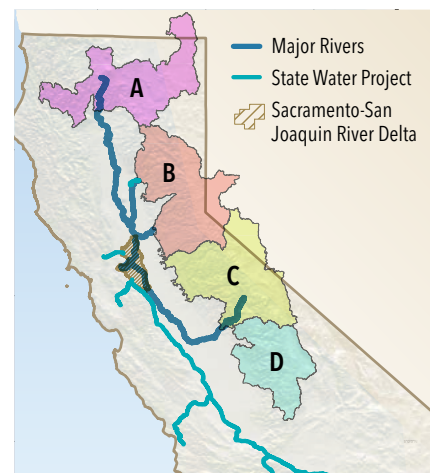 Major Rivers
State Water Project
Sacramento-San
Joaquin River Delta
A
B
C
D